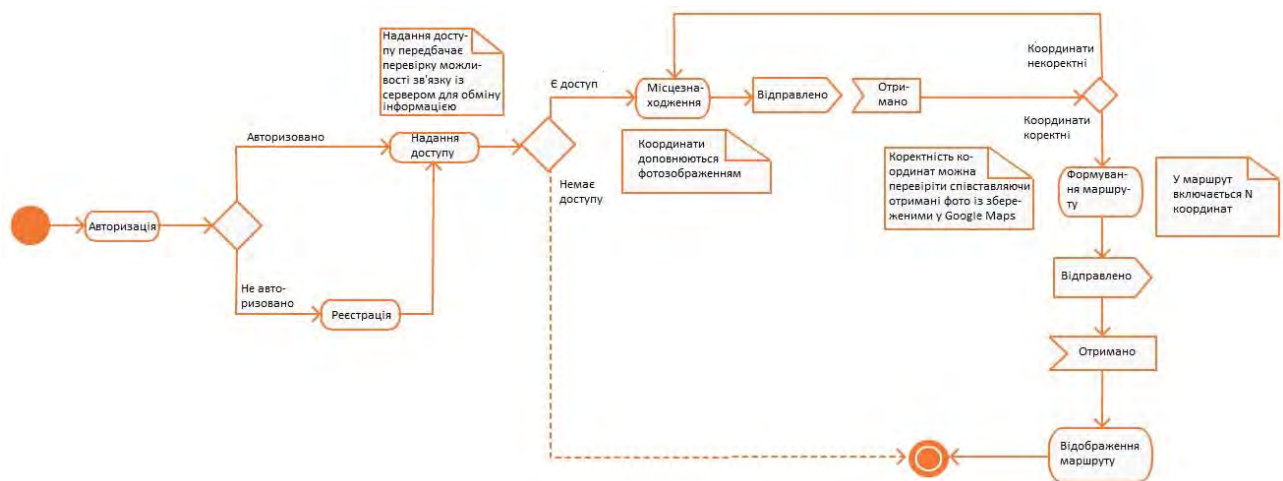 Надання досту-
пу передбачає
перевірку можли-
вості зв'язку із
сервером для обміну
інформацією
Авторизація
Авторизовано
Не авто-
ризовано
Реєстрація
Надання
доступу
Є доступ
Немає
доступу
Місцезна-
ходження
Координати
доповнюються
фотозображенням
Відправлено
Отри-
мано
Координати
некоректні
Координати
коректні
Коректність ко-
ординат можна
перевіріти співставляючи
отримані фото із збере-
женими у Google Maps
Формуван-
ня маршру-
ту
У маршрут
включається N
координат
Відправлено
Отримано
Відображення
маршруту